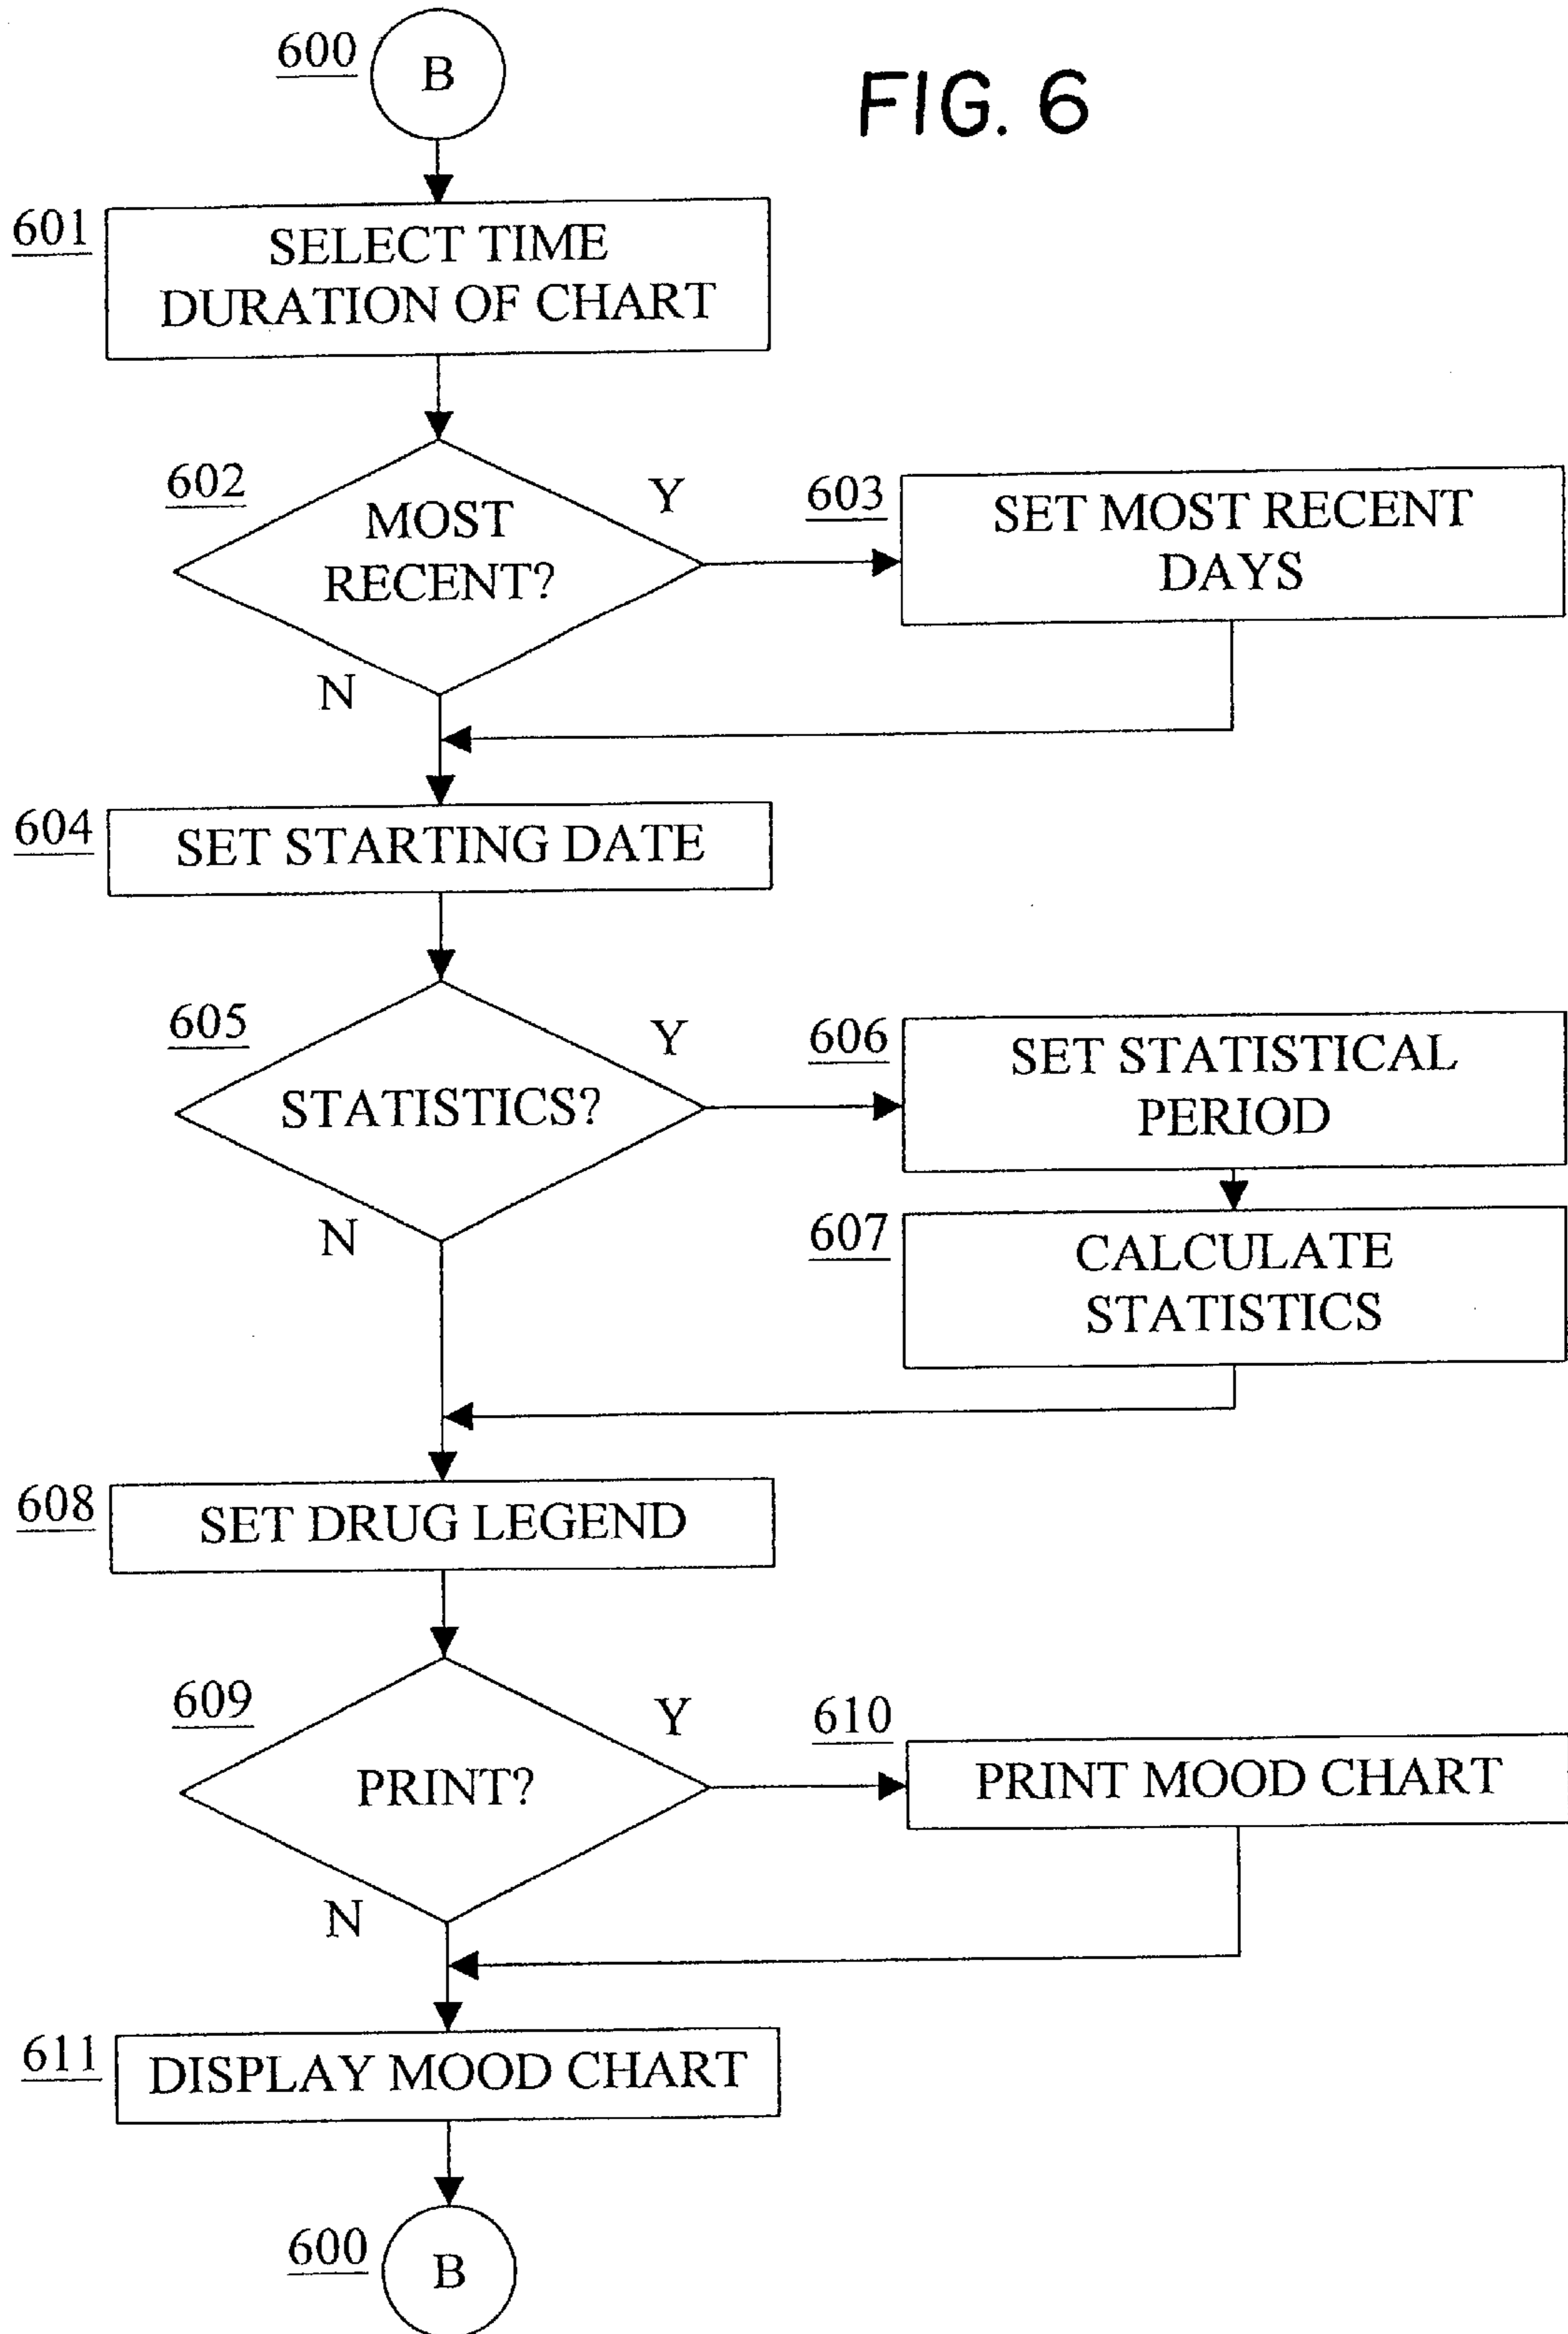 600
B
FIG. 6
601
SELECT TIME
DURATION OF CHART
602
MOST
RECENT?
Y
N
603
SET MOST RECENT
DAYS
604
SET STARTING DATE
605
STATISTICS?
Y
N
606
SET STATISTICAL
PERIOD
607
CALCULATE
STATISTICS
608
SET DRUG LEGEND
609
PRINT?
Y
N
610
PRINT MOOD CHART
611
DISPLAY MOOD CHART
600
B